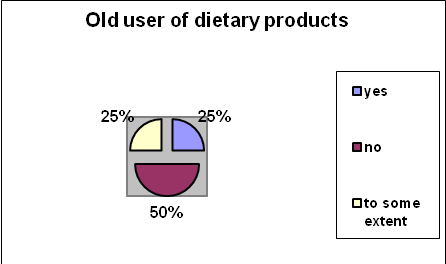 Old user of dietary products
25%
25%
50%
yes
no
to some
extent